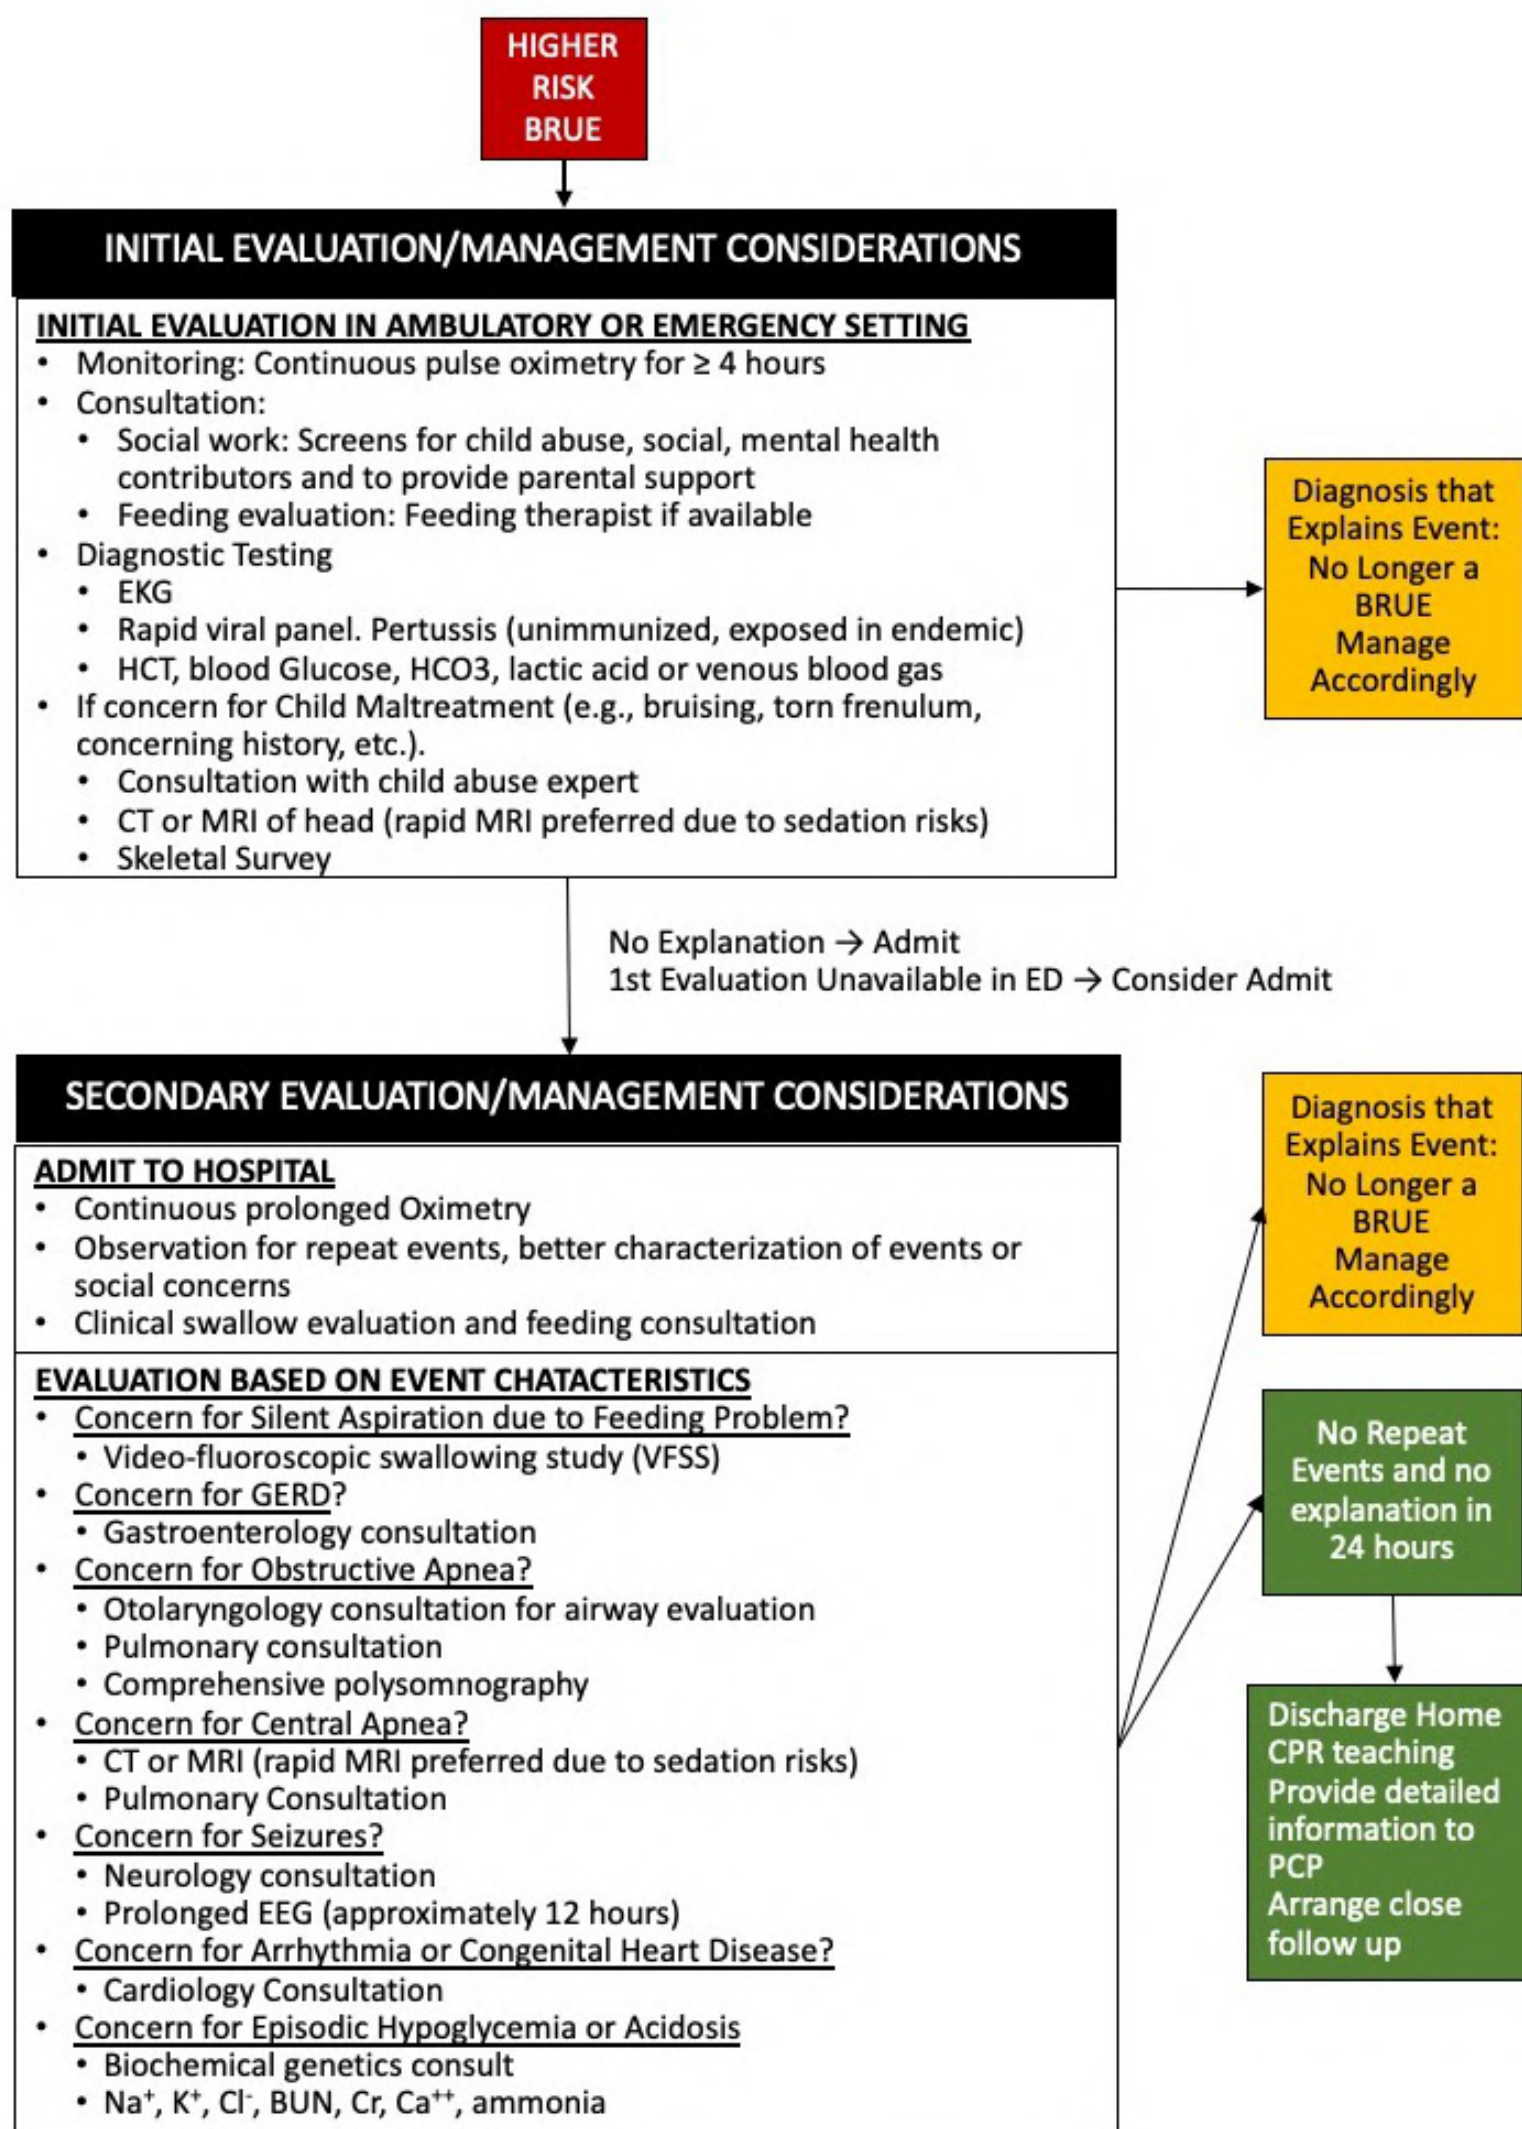 HIGHER
RISK
BRUE
INITIAL EVALUATION/MANAGEMENT CONSIDERATIONS
INITIAL EVALUATION IN AMBULATORY OR EMERGENCY SETTING
• Monitoring: Continuous pulse oximetry for ≥ 4 hours
• Consultation:
• Social work: Screens for child abuse, social, mental health
contributors and to provide parental support
• Feeding evaluation: Feeding therapist if available
• Diagnostic Testing
• EKG
• Rapid viral panel. Pertussis (unimmunized, exposed in endemic)
• HCT, blood Glucose, HCO3, lactic acid or venous blood gas
• If concern for Child Maltreatment (e.g., bruising, torn frenulum,
concerning history, etc.).
• Consultation with child abuse expert
• CT or MRI of head (rapid MRI preferred due to sedation risks)
• Skeletal Survey
Diagnosis that
Explains Event:
No Longer a
BRUE
Manage
Accordingly
No Explanation → Admit
1st Evaluation Unavailable in ED → Consider Admit
SECONDARY EVALUATION/MANAGEMENT CONSIDERATIONS
ADMIT TO HOSPITAL
• Continuous prolonged Oximetry
• Observation for repeat events, better characterization of events or
social concerns
• Clinical swallow evaluation and feeding consultation
EVALUATION BASED ON EVENT CHATACTERISTICS
• Concern for Silent Aspiration due to Feeding Problem?
• Video-fluoroscopic swallowing study (VFSS)
• Concern for GERD?
• Gastroenterology consultation
• Concern for Obstructive Apnea?
• Otolaryngology consultation for airway evaluation
• Pulmonary consultation
• Comprehensive polysomnography
• Concern for Central Apnea?
• CT or MRI (rapid MRI preferred due to sedation risks)
• Pulmonary Consultation
• Concern for Seizures?
• Neurology consultation
• Prolonged EEG (approximately 12 hours)
• Concern for Arrhythmia or Congenital Heart Disease?
• Cardiology Consultation
• Concern for Episodic Hypoglycemia or Acidosis
• Biochemical genetics consult
• Na⁺, K⁺, Cl⁻, BUN, Cr, Ca⁺⁺, ammonia
Diagnosis that
Explains Event:
No Longer a
BRUE
Manage
Accordingly
No Repeat
Events and no
explanation in
24 hours
Discharge Home
CPR teaching
Provide detailed
information to
PCP
Arrange close
follow up